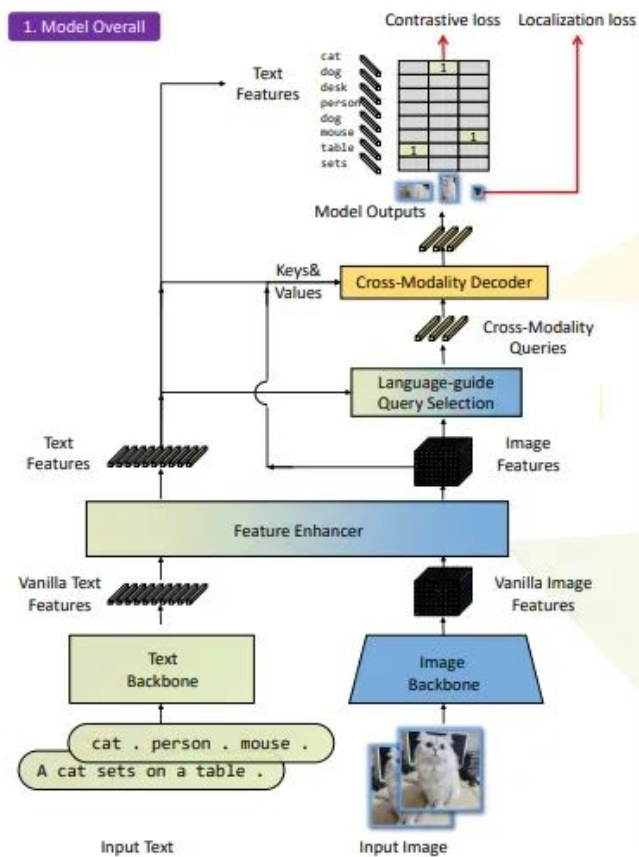 1. Model Overall
Contrastive loss
Localization loss
Text
Features
cat
dog
desk
person
dog
mouse
table
sets
1
1
1
Model Outputs
Keys&
Values
Cross-Modality Decoder
Cross-Modality
Queries
Language-guide
Query Selection
Text
Features
Image
Features
Feature Enhancer
Vanilla Text
Features
Vanilla Image
Features
Text
Backbone
Image
Backbone
cat . person . mouse .
A cat sets on a table .
Input Text
Input Image